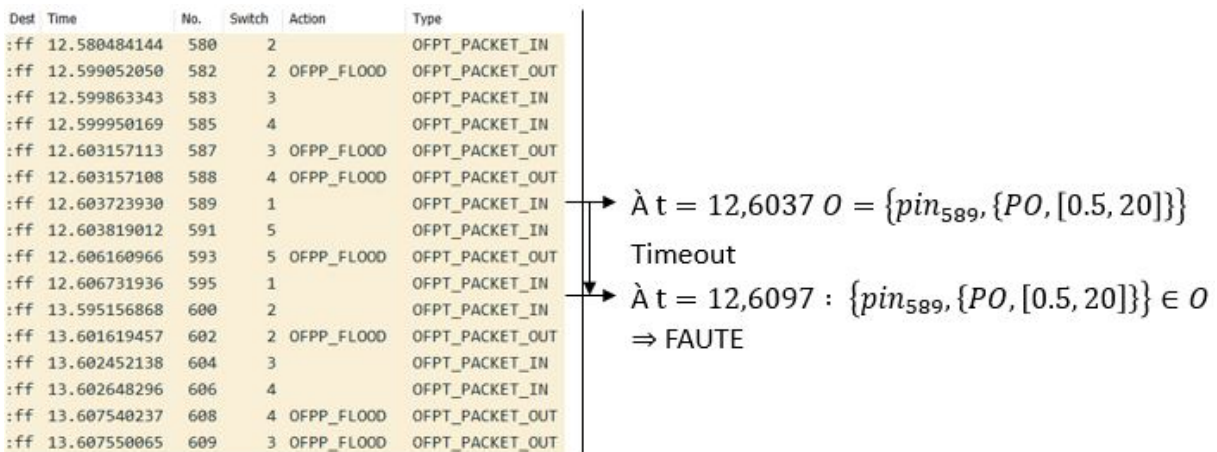 Dest Time No. Switch Action Type
:ff 12.580484144 580 2 OFPT_PACKET_IN
:ff 12.599052050 582 2 OFPP_FLOOD OFPT_PACKET_OUT
:ff 12.599863343 583 3 OFPT_PACKET_IN
:ff 12.599950169 585 4 OFPT_PACKET_IN
:ff 12.603157113 587 3 OFPP_FLOOD OFPT_PACKET_OUT
:ff 12.603157108 588 4 OFPP_FLOOD OFPT_PACKET_OUT
:ff 12.603723930 589 1 OFPT_PACKET_IN
:ff 12.603819012 591 5 OFPT_PACKET_IN
:ff 12.606160966 593 5 OFPP_FLOOD OFPT_PACKET_OUT
:ff 12.606731936 595 1 OFPT_PACKET_IN
:ff 13.595156868 600 2 OFPT_PACKET_IN
:ff 13.601619457 602 2 OFPP_FLOOD OFPT_PACKET_OUT
:ff 13.602452138 604 3 OFPT_PACKET_IN
:ff 13.602648296 606 4 OFPT_PACKET_IN
:ff 13.607540237 608 4 OFPP_FLOOD OFPT_PACKET_OUT
:ff 13.607550065 609 3 OFPP_FLOOD OFPT_PACKET_OUT
À t = 12,6037 O = {pin₅₈₉, {PO, [0.5, 20]}}
Timeout
À t = 12,6097 : {pin₅₈₉, {PO, [0.5, 20]}} ∈ O
⇒ FAUTE